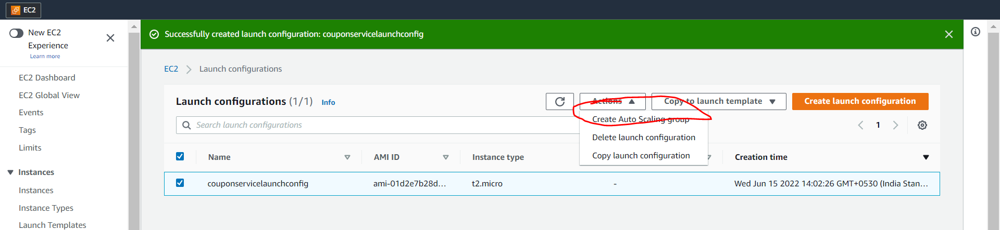 EC2
New EC2
Experience
Learn more
EC2 Dashboard
EC2 Global View
Events
Tags
Limits
Instances
Instances
Instance Types
Launch Templates
Successfully created launch configuration: couponservicelaunchconfig
EC2 Launch configurations
Launch configurations (1/1) Info
Actions Copy to launch template Create launch configuration
Search launch configurations
1
Create Auto Scaling group
Delete launch configuration
Copy launch configuration
Name AMI ID Instance type Creation time
couponservicelaunchconfig ami-01d2e7b28d... t2.micro - Wed Jun 15 2022 14:02:26 GMT+0530 (India Stan...